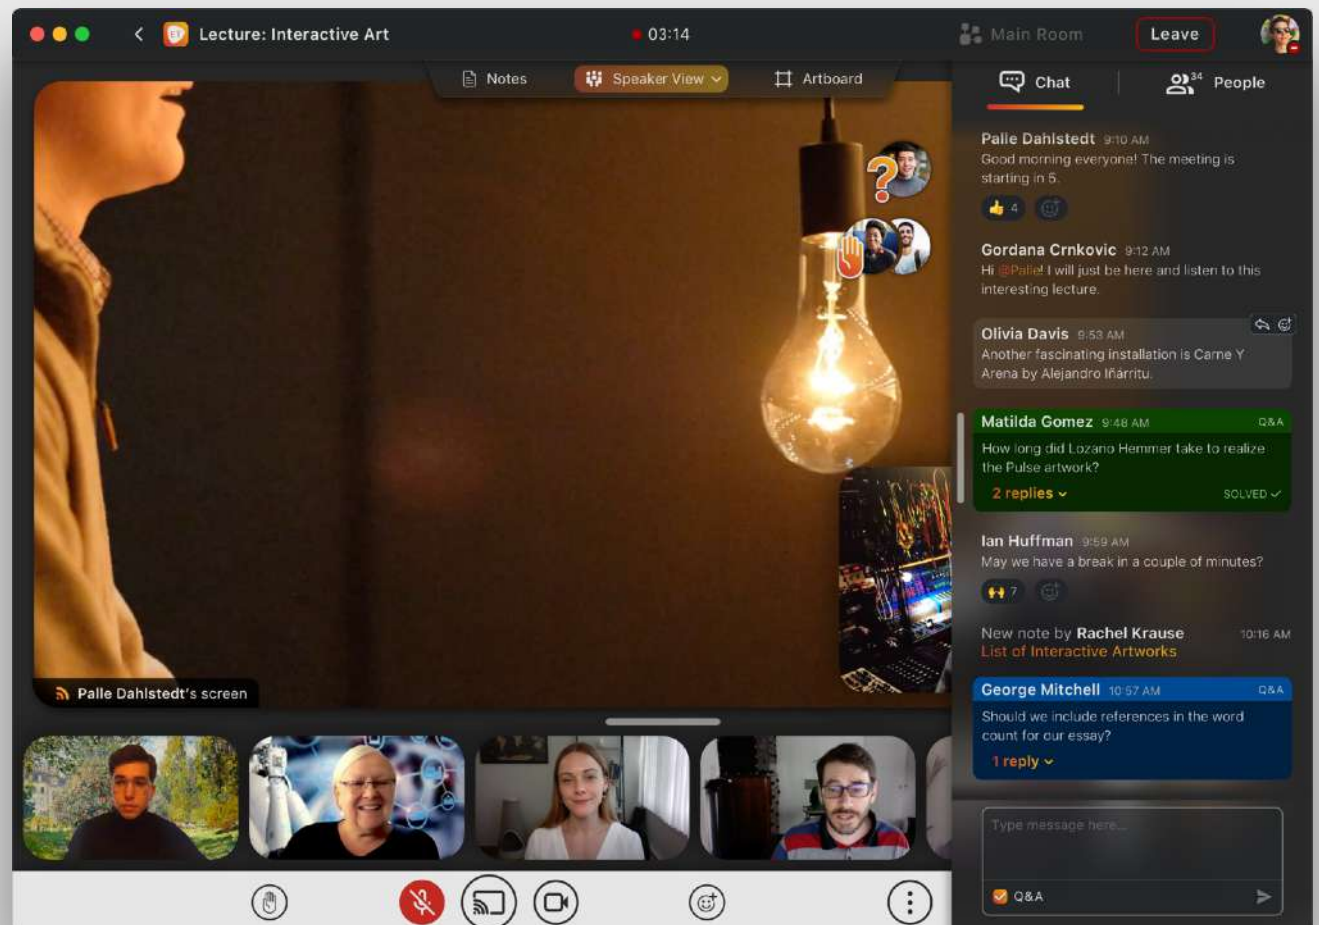 ET
Lecture: Interactive Art
03:14
Main Room
Leave
Notes
Speaker View
Artboard
Palle Dahlstedt's screen
Chat
34
People
Palle Dahlstedt 9:10 AM
Good morning everyone! The meeting is
starting in 5.
4
Gordana Crnkovic 9:12 AM
Hi @Palle! I will just be here and listen to this
interesting lecture.
Olivia Davis 9:53 AM
Another fascinating installation is Carne Y
Arena by Alejandro Iñárritu.
Matilda Gomez 9:48 AM Q&A
How long did Lozano Hemmer take to realize
the Pulse artwork?
2 replies SOLVED
Ian Huffman 9:59 AM
May we have a break in a couple of minutes?
7
New note by Rachel Krause 10:16 AM
List of Interactive Artworks
George Mitchell 10:57 AM Q&A
Should we include references in the word
count for our essay?
1 reply
Type message here...
Q&A